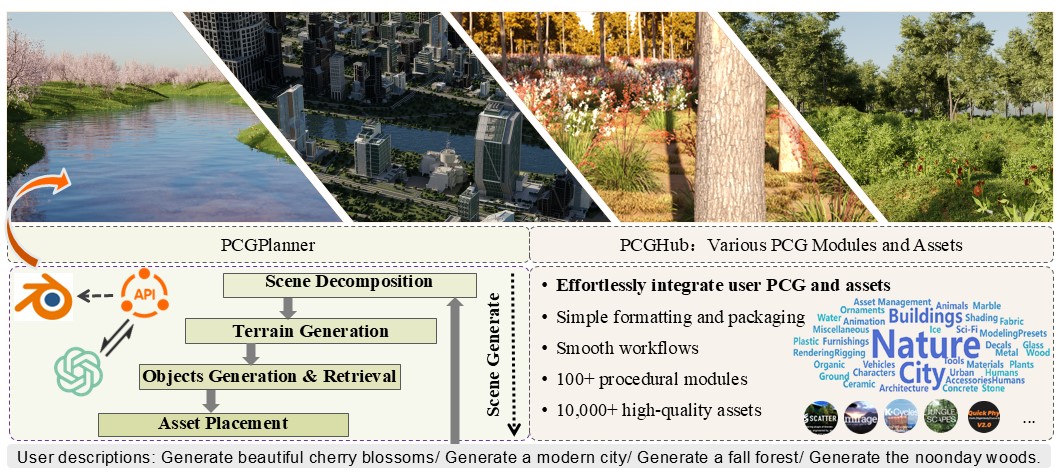 PCGPlanner
PCGHub: Various PCG Modules and Assets
API
Scene Decomposition
Terrain Generation
Objects Generation & Retrieval
Asset Placement
Scene Generate
• Effortlessly integrate user PCG and assets
• Simple formatting and packaging
• Smooth workflows
• 100+ procedural modules
• 10,000+ high-quality assets
Asset Management
Ornaments
Animals
Marble
Water
Animation
Buildings
Shading
Fabric
Miscellaneous
Ice
Sci-Fi
ModelingPresets
Plastic
Furnishings
Nature
Decals
Glass
RenderingRigging
Metal
Wood
Organic
Vehicles
Tools
Materials
Plants
Ground
Characters
City
Urban
Humans
Ceramic
AccessoriesHumans
Architecture
Concrete
Stone
SCATTER
mirage
K-Cycles
JUNGLE
SCAPES
Quick Phy
V2.0
...
User descriptions: Generate beautiful cherry blossoms/ Generate a modern city/ Generate a fall forest/ Generate the noonday woods.